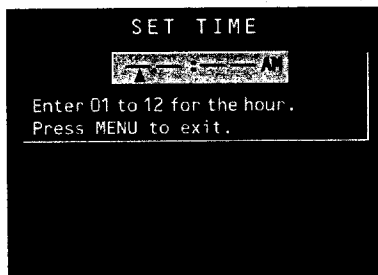 SET TIME
-- : -- AM
Enter 01 to 12 for the hour.
Press MENU to exit.